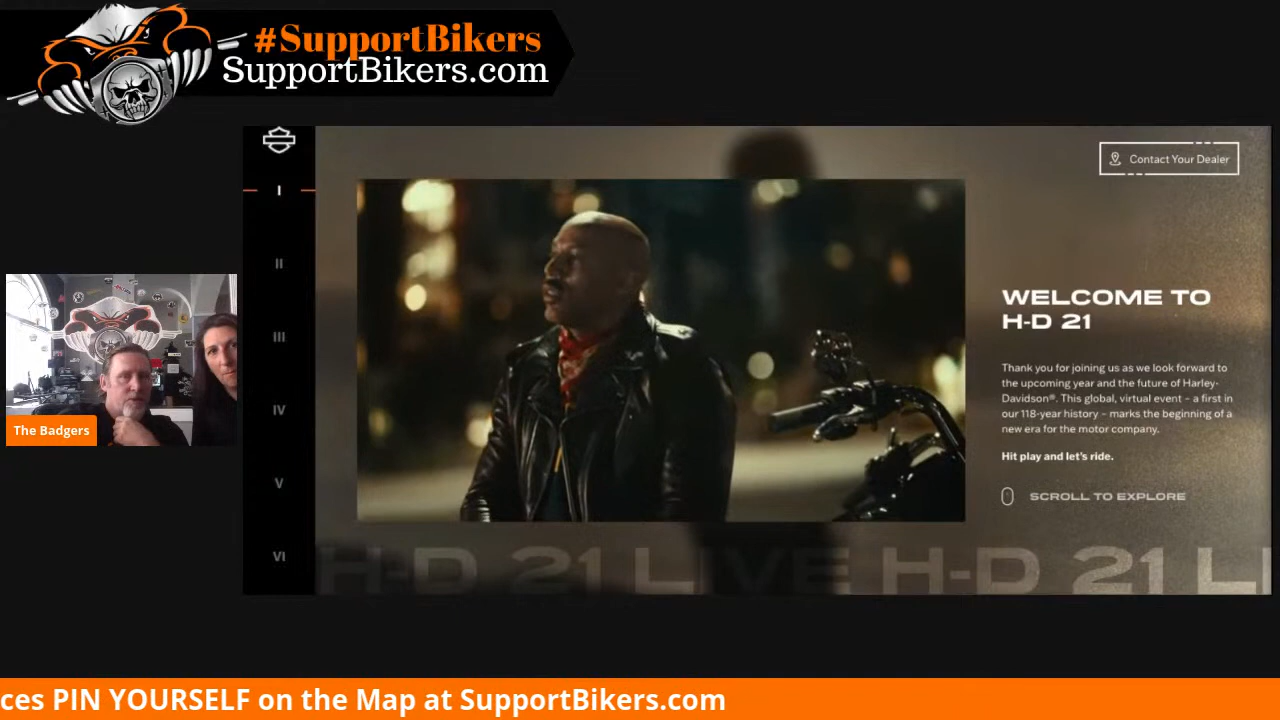 #SupportBikers
SupportBikers.com
I
II
III
IV
V
VI
Contact Your Dealer
WELCOME TO
H-D 21
Thank you for joining us as we look forward to
the upcoming year and the future of Harley-
Davidson®. This global, virtual event – a first in
our 118-year history – marks the beginning of a
new era for the motor company.
Hit play and let's ride.
SCROLL TO EXPLORE
H-D 21 LIVE H-D 21 LI
The Badgers
ces PIN YOURSELF on the Map at SupportBikers.com